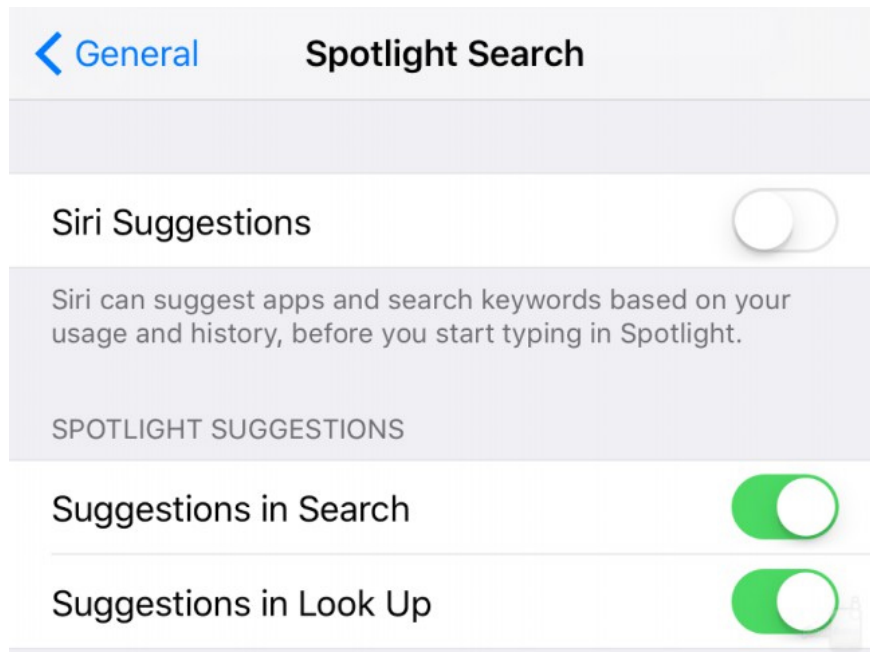 General
Spotlight Search
Siri Suggestions
Siri can suggest apps and search keywords based on your
usage and history, before you start typing in Spotlight.
SPOTLIGHT SUGGESTIONS
Suggestions in Search
Suggestions in Look Up